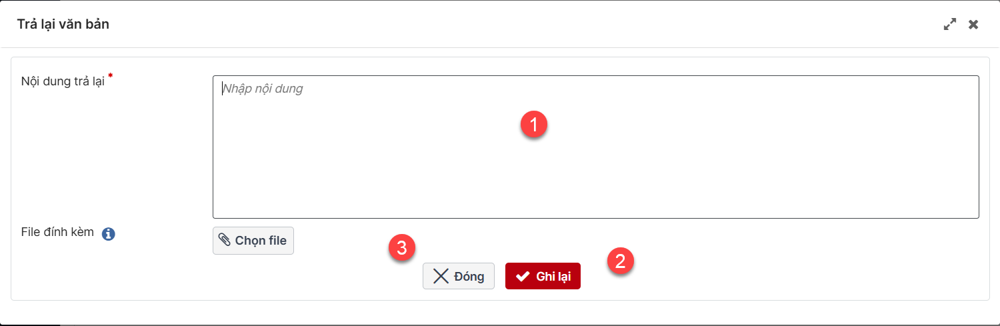 Trả lại văn bản
Nội dung trả lại *
Nhập nội dung
1
File đính kèm
Chọn file
3
2
Đóng
Ghi lại